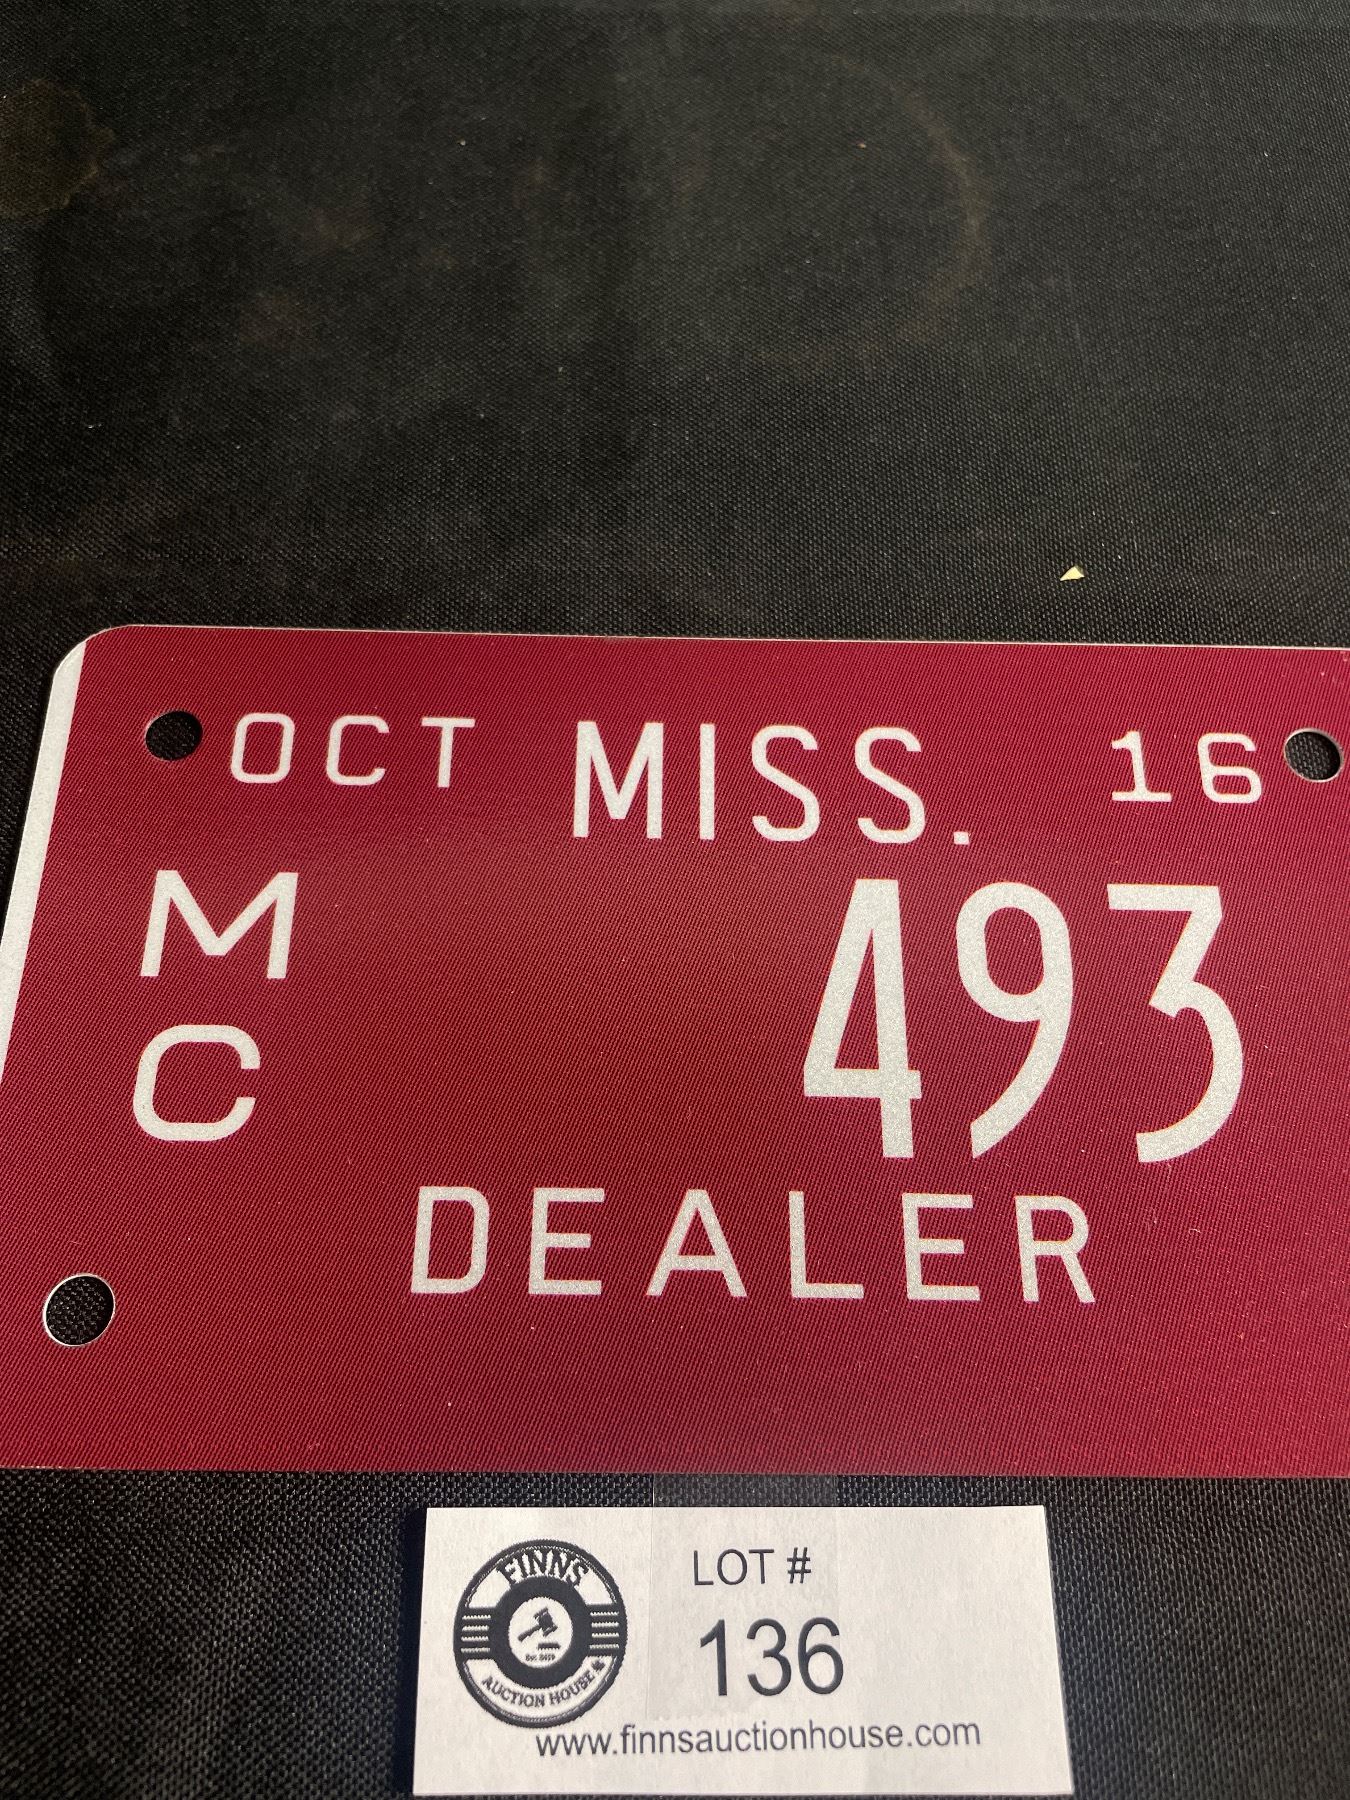 OCT MISS. 16
M
C
493
DEALER
FINNS
AUCTION HOUSE
LOT #
136
www.finnsauctionhouse.com